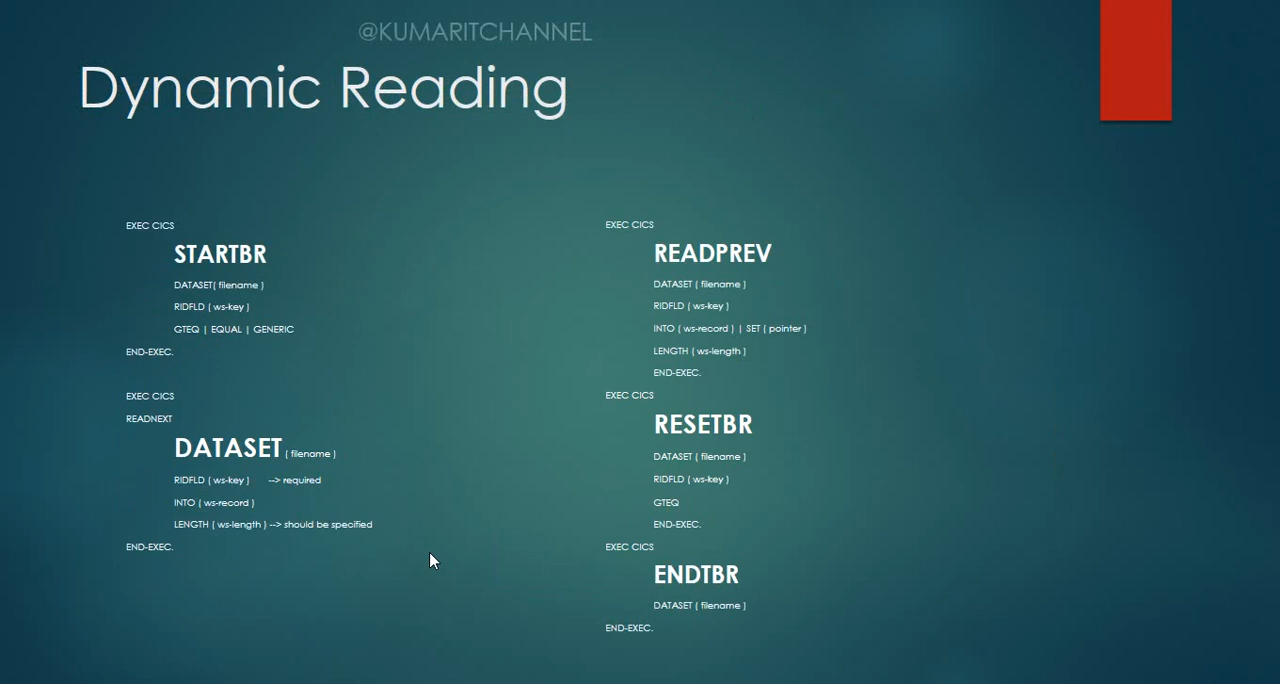 @KUMARITCHANNEL
Dynamic Reading
EXEC CICS
STARTBR
DATASET( filename )
RIDFLD ( ws-key )
GTEQ | EQUAL | GENERIC
END-EXEC.
EXEC CICS
READNEXT
DATASET ( filename )
RIDFLD ( ws-key ) --> required
INTO ( ws-record )
LENGTH ( ws-length ) --> should be specified
END-EXEC.
EXEC CICS
READPREV
DATASET ( filename )
RIDFLD ( ws-key )
INTO ( ws-record ) | SET ( pointer )
LENGTH ( ws-length )
END-EXEC.
EXEC CICS
RESETBR
DATASET ( filename )
RIDFLD ( ws-key )
GTEQ
END-EXEC.
EXEC CICS
ENDTBR
DATASET ( filename )
END-EXEC.